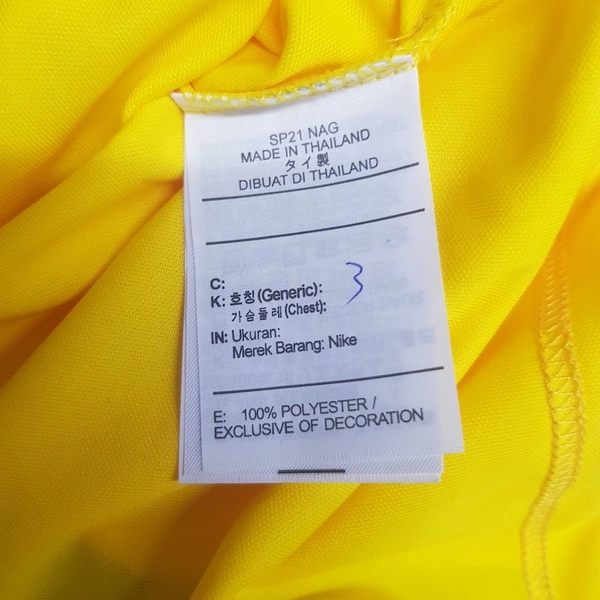 SP21 NAG
MADE IN THAILAND
タイ製
DIBUAT DI THAILAND
C:
K: 호칭(Generic): 3
가슴둘레(Chest):
IN: Ukuran:
Merek Barang: Nike
E: 100% POLYESTER /
EXCLUSIVE OF DECORATION